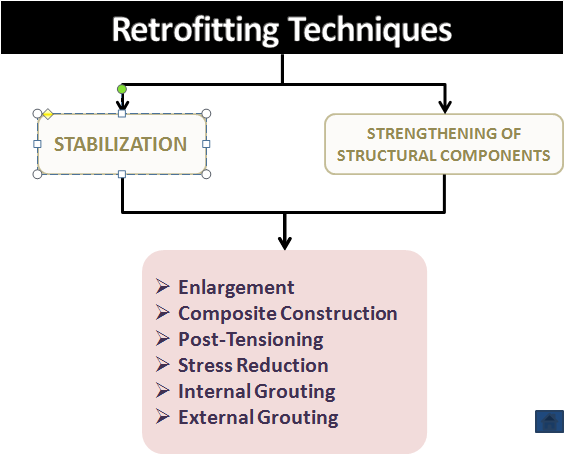 Retrofitting Techniques
STABILIZATION
STRENGTHENING OF
STRUCTURAL COMPONENTS
➢ Enlargement
➢ Composite Construction
➢ Post-Tensioning
➢ Stress Reduction
➢ Internal Grouting
➢ External Grouting